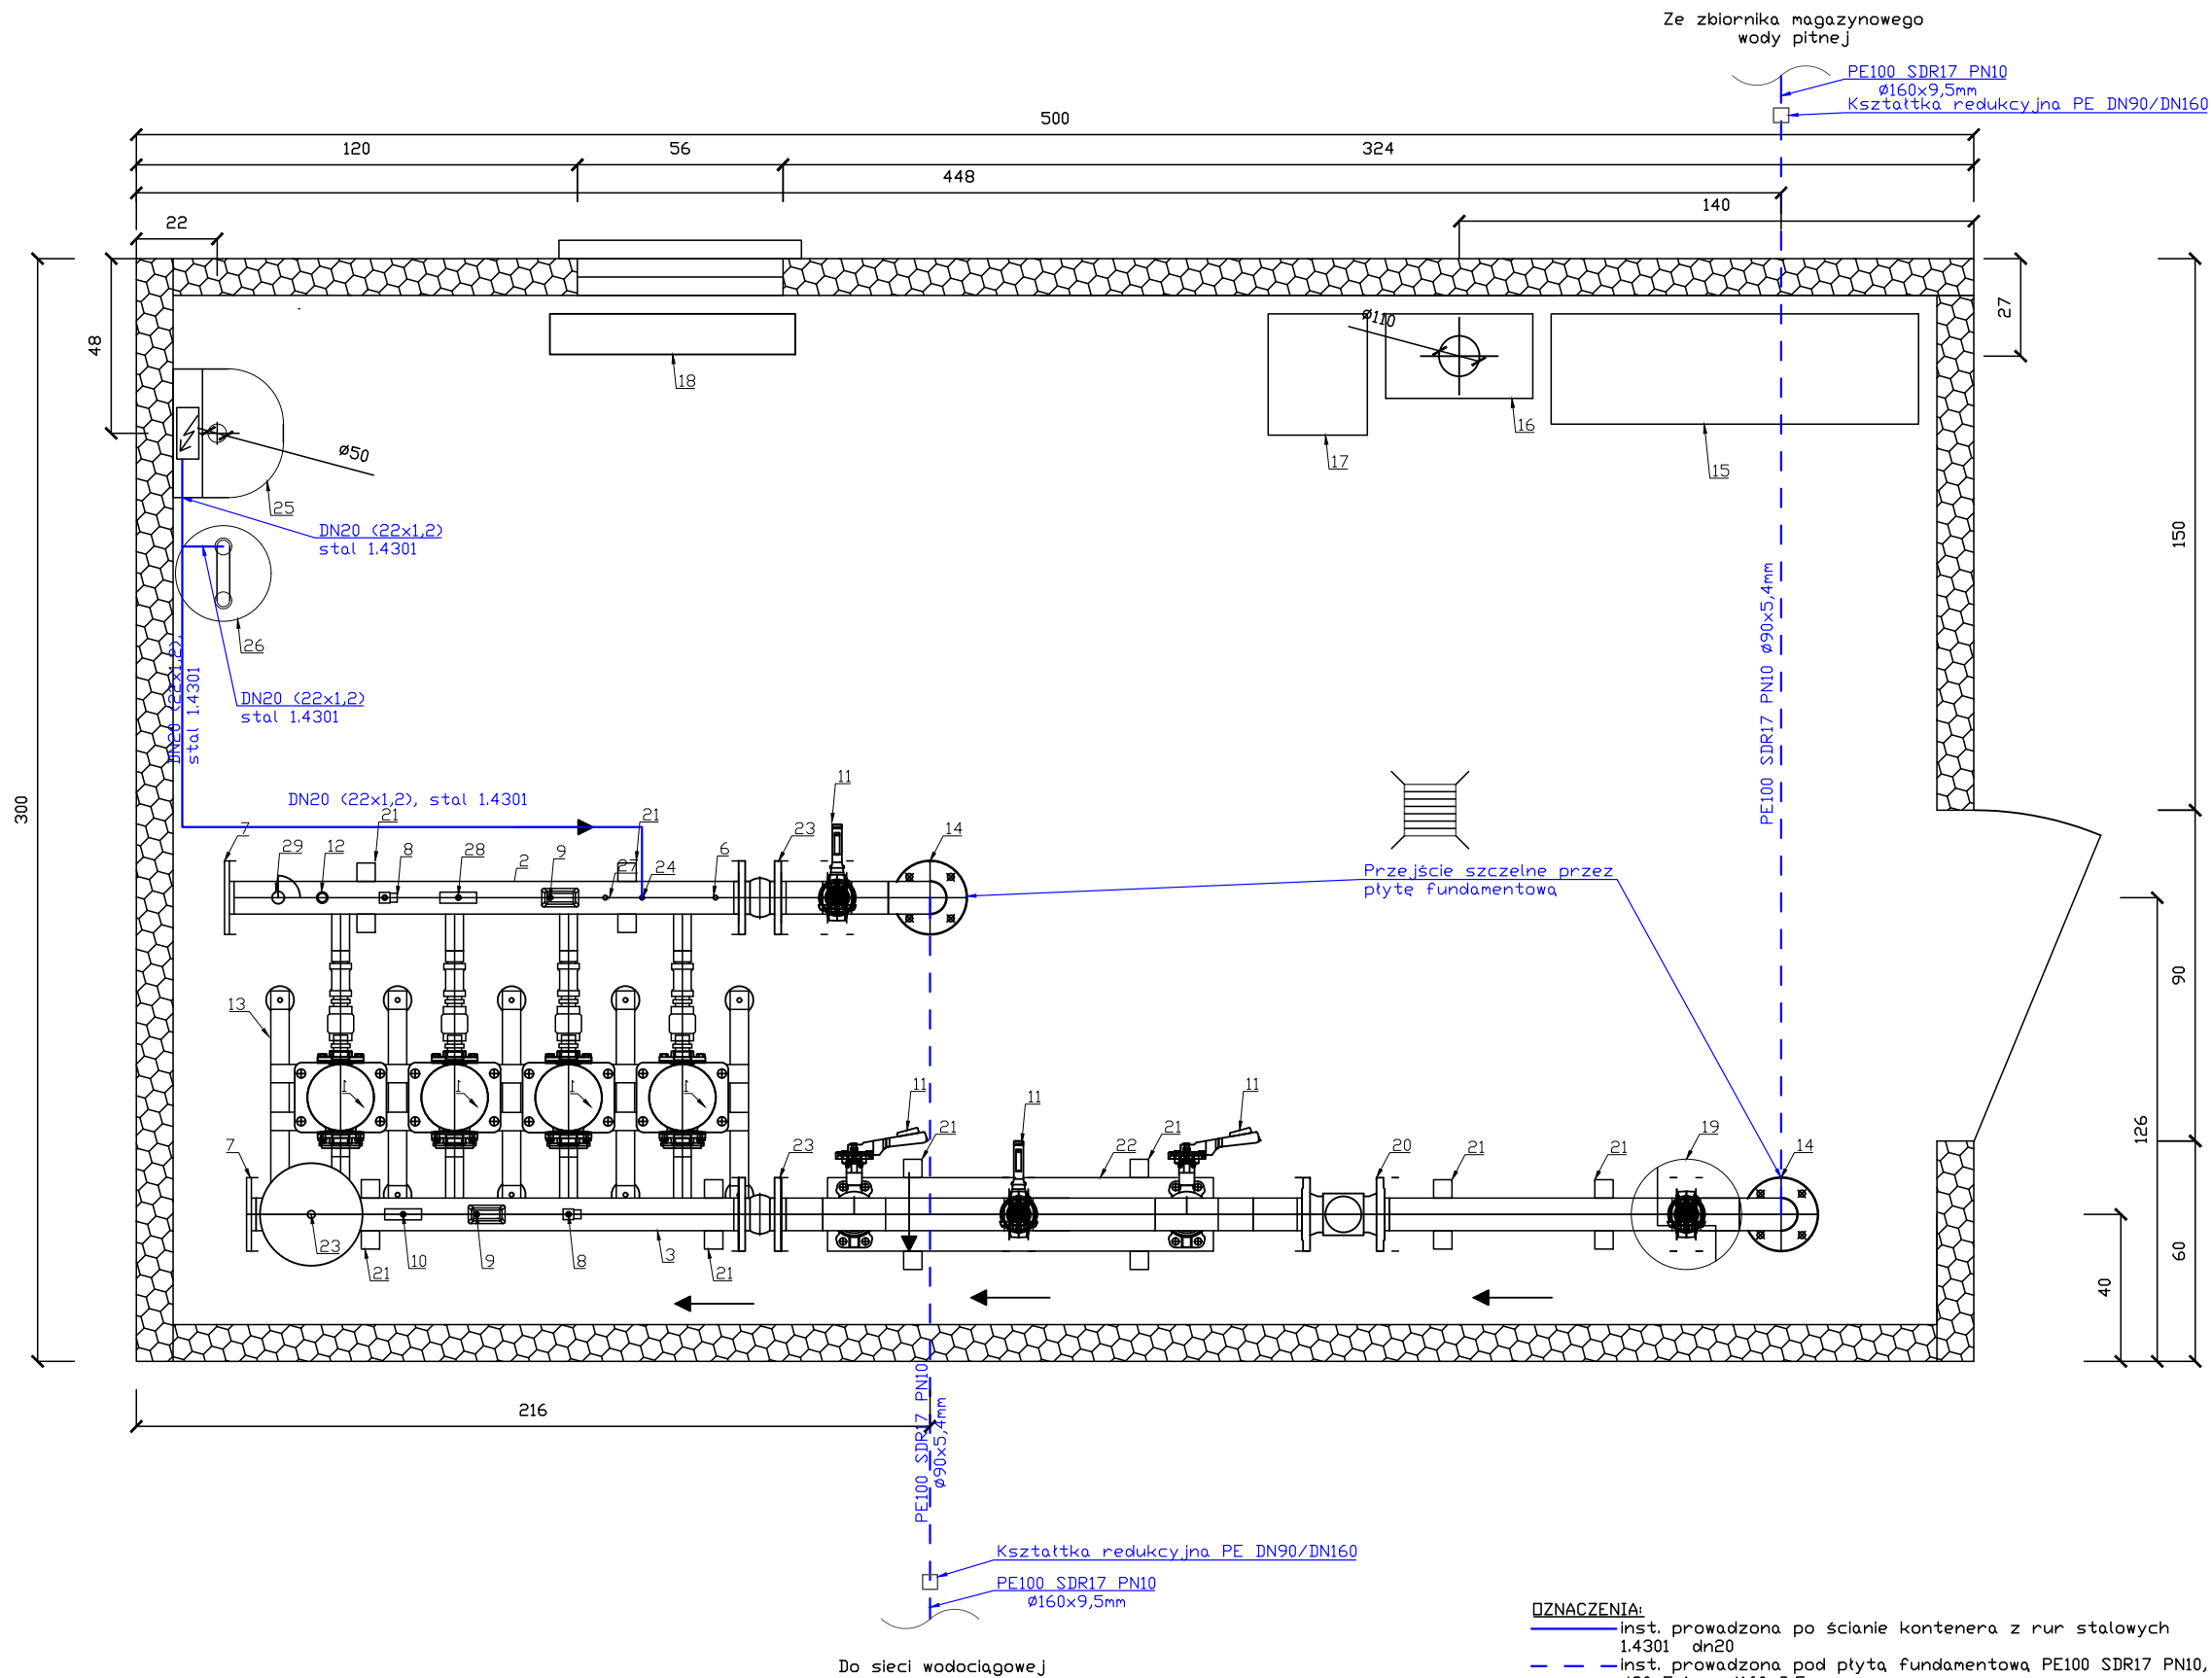 Ze zbiornika magazynowego
wody pitnej
PE100 SDR17 PN10
Ø160x9,5mm
Kształtka redukcyjna PE DN90/DN160
500
120
56
324
448
140
22
48
27
Ø110
18
17
16
15
Ø50
25
DN20 (22x1,2)
stal 1.4301
26
DN20 (22x1,2)
stal 1.4301
DN20 (22x1,2),
stal 1.4301
PE100 SDR17 PN10 Ø90x5,4mm
150
300
DN20 (22x1,2), stal 1.4301
7
29
12
21
8
28
2
9
27
21
24
6
23
11
14
Przejście szczelne przez
płytę fundamentową
13
1
1
1
1
90
126
7
23
11
21
11
22
21
11
20
21
21
19
14
23
21
10
9
8
3
21
40
60
216
PE100 SDR17 PN10
Ø90x5,4mm
Kształtka redukcyjna PE DN90/DN160
PE100 SDR17 PN10
Ø160x9,5mm
Do sieci wodociągowej
OZNACZENIA:
inst. prowadzona po ścianie kontenera z rur stalowych
1.4301 dn20
inst. prowadzona pod płytą fundamentową PE100 SDR17 PN10,